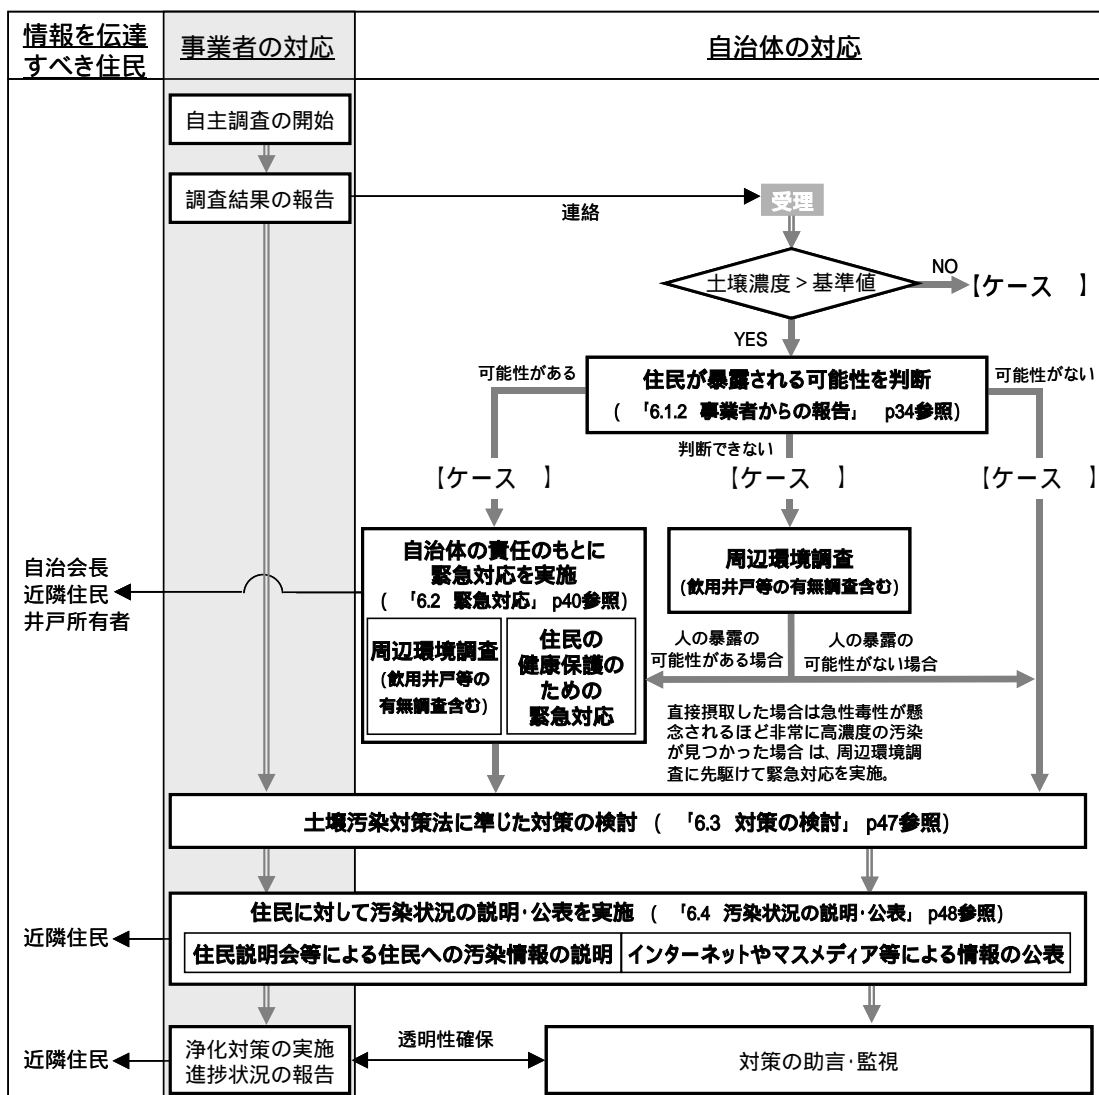 情報を伝達
すべき住民
事業者の対応
自治体の対応
自主調査の開始
調査結果の報告
連絡
受理
土壌濃度 > 基準値
NO
【ケース　】
YES
可能性がある
住民が暴露される可能性を判断
(　「6.1.2 事業者からの報告」　p34参照)
可能性がない
判断できない
【ケース　】
【ケース　】
【ケース　】
自治体の責任のもとに
緊急対応を実施
(　「6.2 緊急対応」 p40参照)
周辺環境調査
(飲用井戸等の
有無調査含む)
住民の
健康保護の
ための
緊急対応
周辺環境調査
(飲用井戸等の有無調査含む)
自治会長
近隣住民
井戸所有者
人の暴露の
可能性がある場合
人の暴露の
可能性がない場合
直接摂取した場合は急性毒性が懸
念されるほど非常に高濃度の汚染
が見つかった場合は、周辺環境調
査に先駆けて緊急対応を実施。
土壌汚染対策法に準じた対策の検討 (　「6.3 対策の検討」 p47参照)
住民に対して汚染状況の説明･公表を実施 (　「6.4 汚染状況の説明･公表」 p48参照)
近隣住民
住民説明会等による住民への汚染情報の説明
インターネットやマスメディア等による情報の公表
近隣住民
浄化対策の実施
進捗状況の報告
透明性確保
対策の助言･監視